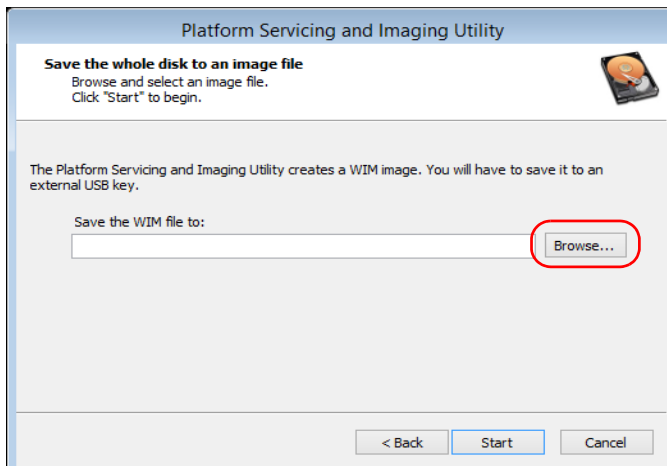 Platform Servicing and Imaging Utility
Save the whole disk to an image file
Browse and select an image file.
Click "Start" to begin.
The Platform Servicing and Imaging Utility creates a WIM image. You will have to save it to an
external USB key.
Save the WIM file to:
Browse...
< Back Start Cancel